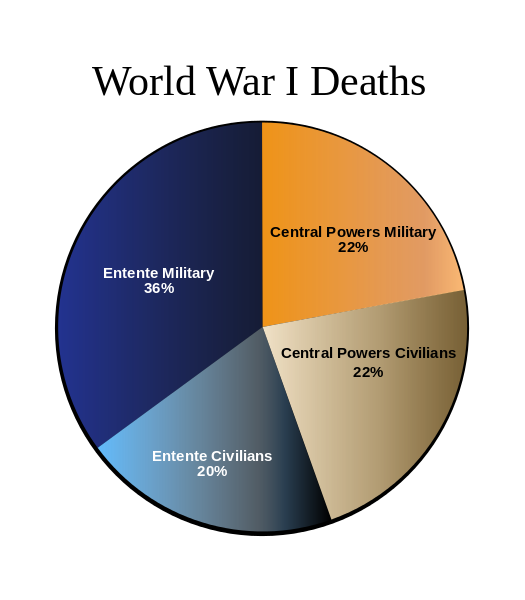 World War I Deaths
Central Powers Military
22%
Entente Military
36%
Central Powers Civilians
22%
Entente Civilians
20%